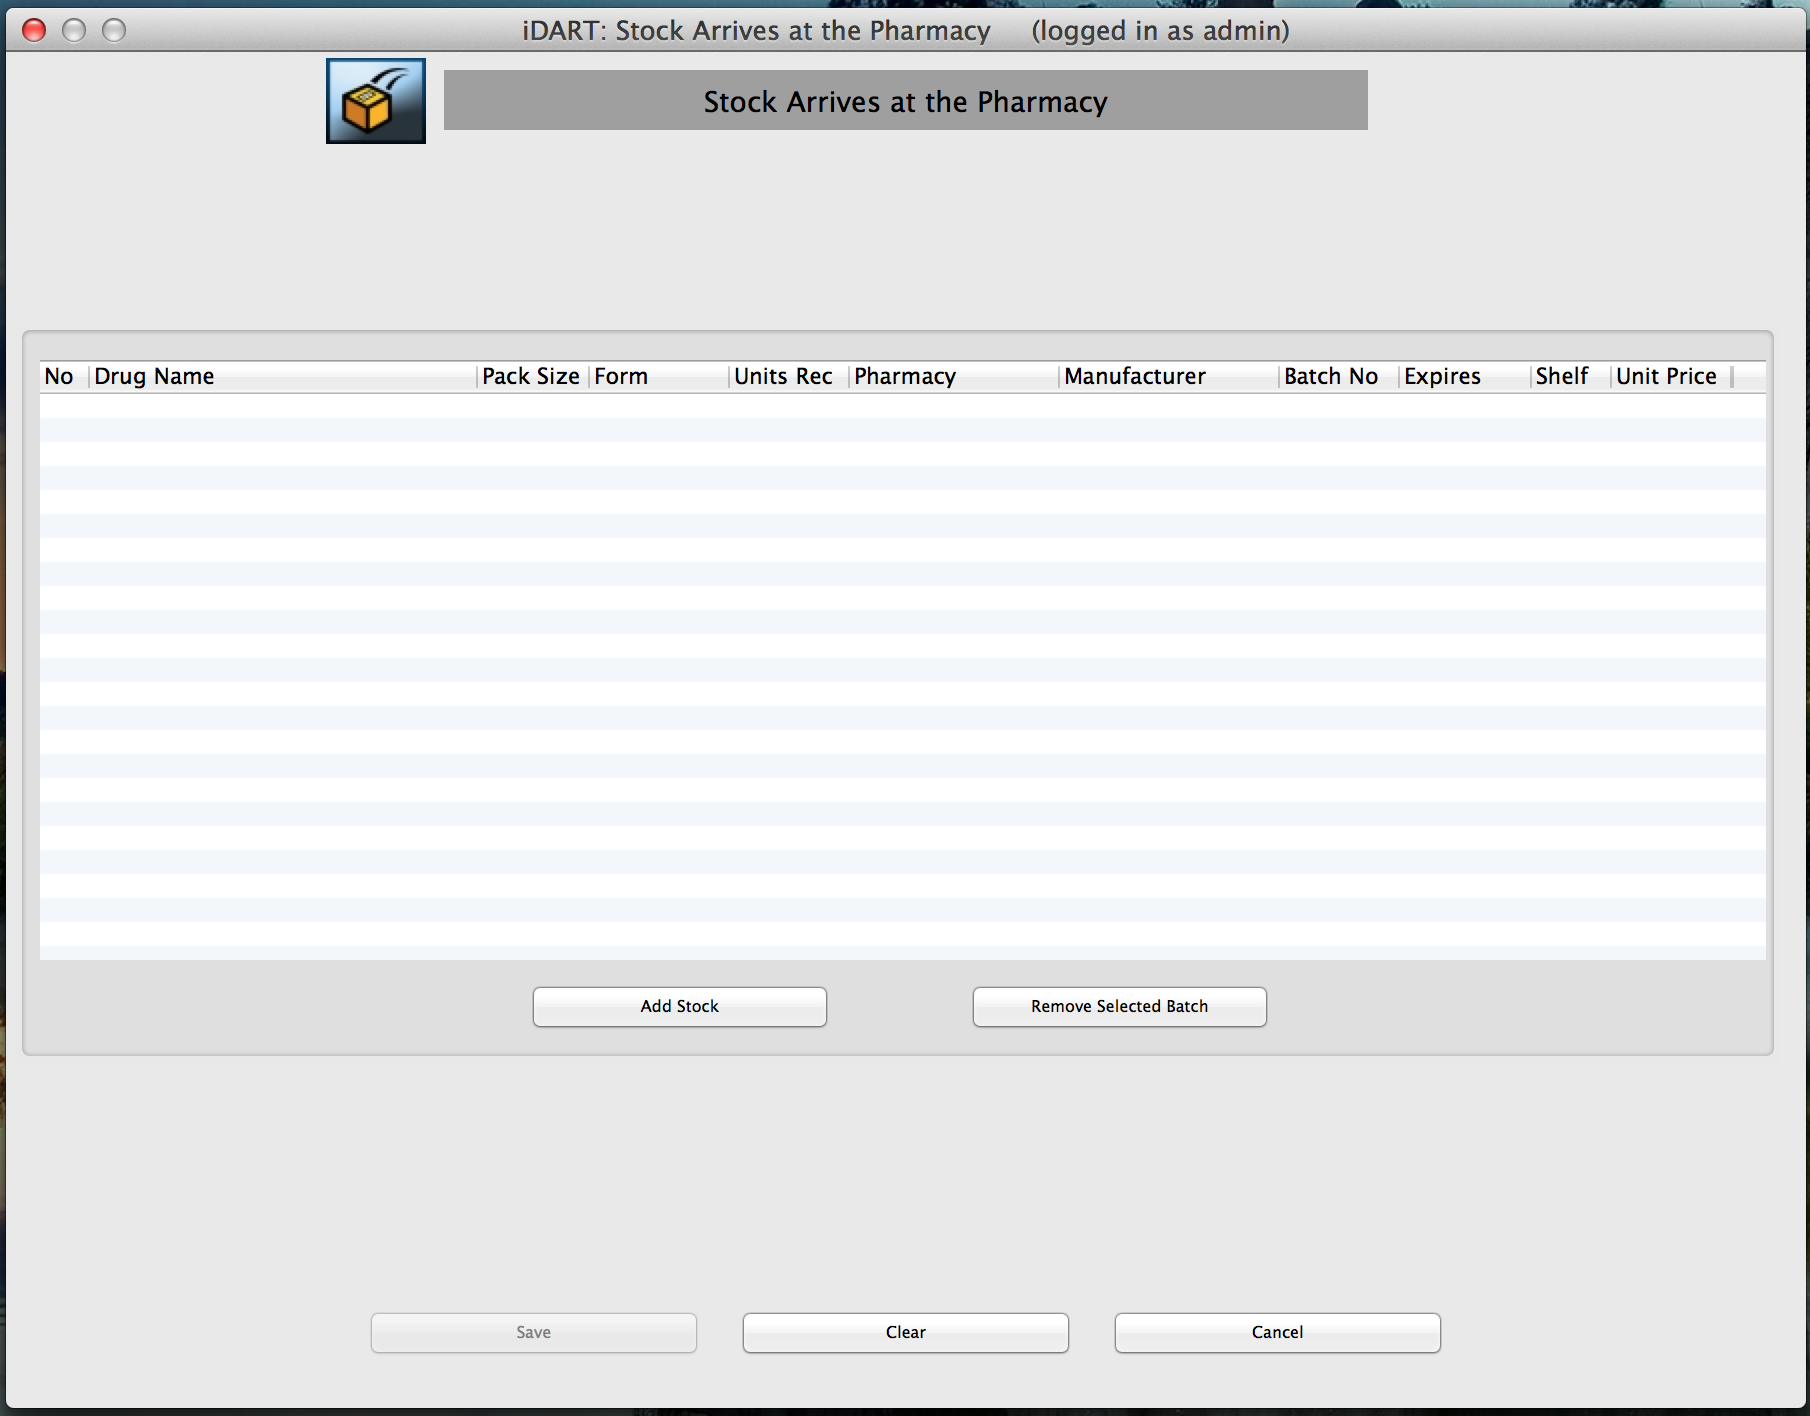 iDART: Stock Arrives at the Pharmacy (logged in as admin)
Stock Arrives at the Pharmacy
No Drug Name Pack Size Form Units Rec Pharmacy Manufacturer Batch No Expires Shelf Unit Price
Add Stock Remove Selected Batch
Save Clear Cancel